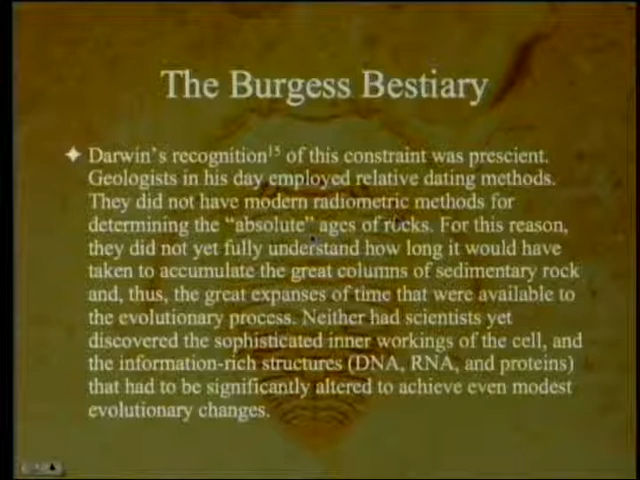 The Burgess Bestiary
Darwin's recognition¹⁵ of this constraint was prescient.
Geologists in his day employed relative dating methods.
They did not have modern radiometric methods for
determining the “absolute” ages of rocks. For this reason,
they did not yet fully understand how long it would have
taken to accumulate the great columns of sedimentary rock
and, thus, the great expanses of time that were available to
the evolutionary process. Neither had scientists yet
discovered the sophisticated inner workings of the cell, and
the information-rich structures (DNA, RNA, and proteins)
that had to be significantly altered to achieve even modest
evolutionary changes.